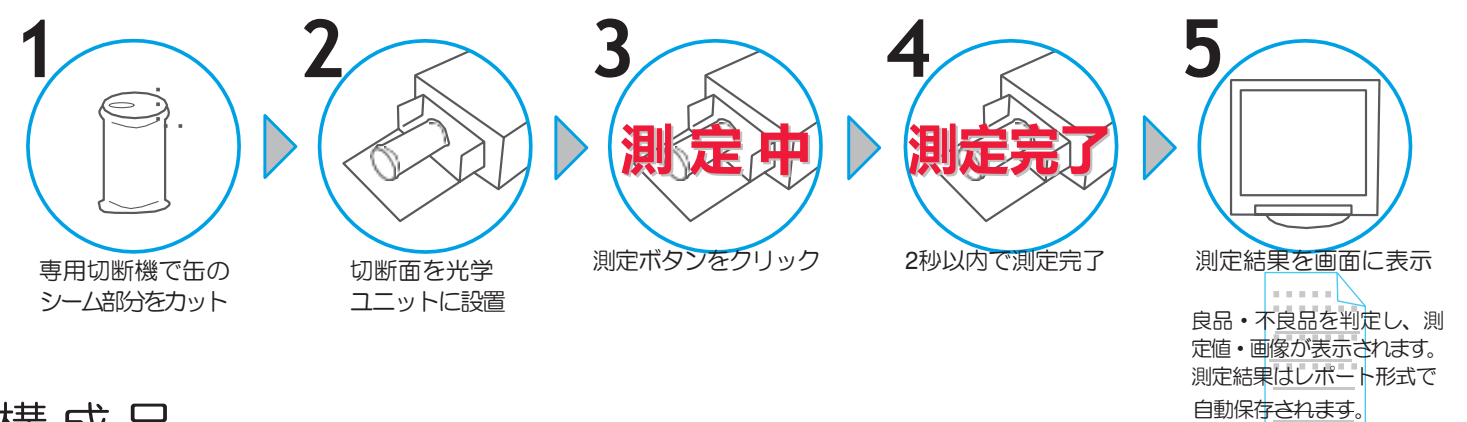 1
専用切断機で缶の
シーム部分をカット
2
切断面を光学
ユニットに設置
3
測定中
測定ボタンをクリック
4
測定完了
2秒以内で測定完了
5
測定結果を画面に表示
良品・不良品を判定し、測
定値・画像が表示されます。
測定結果はレポート形式で
自動保存されます。
構成品